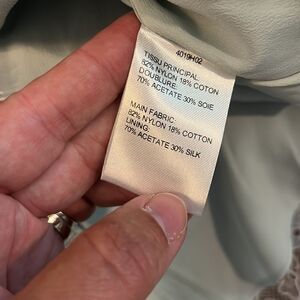 4019H02
TISSU PRINCIPAL:
82% NYLON 18% COTON
DOUBLURE:
70% ACETATE 30% SOIE
MAIN FABRIC:
82% NYLON 18% COTTON
LINING:
70% ACETATE 30% SILK